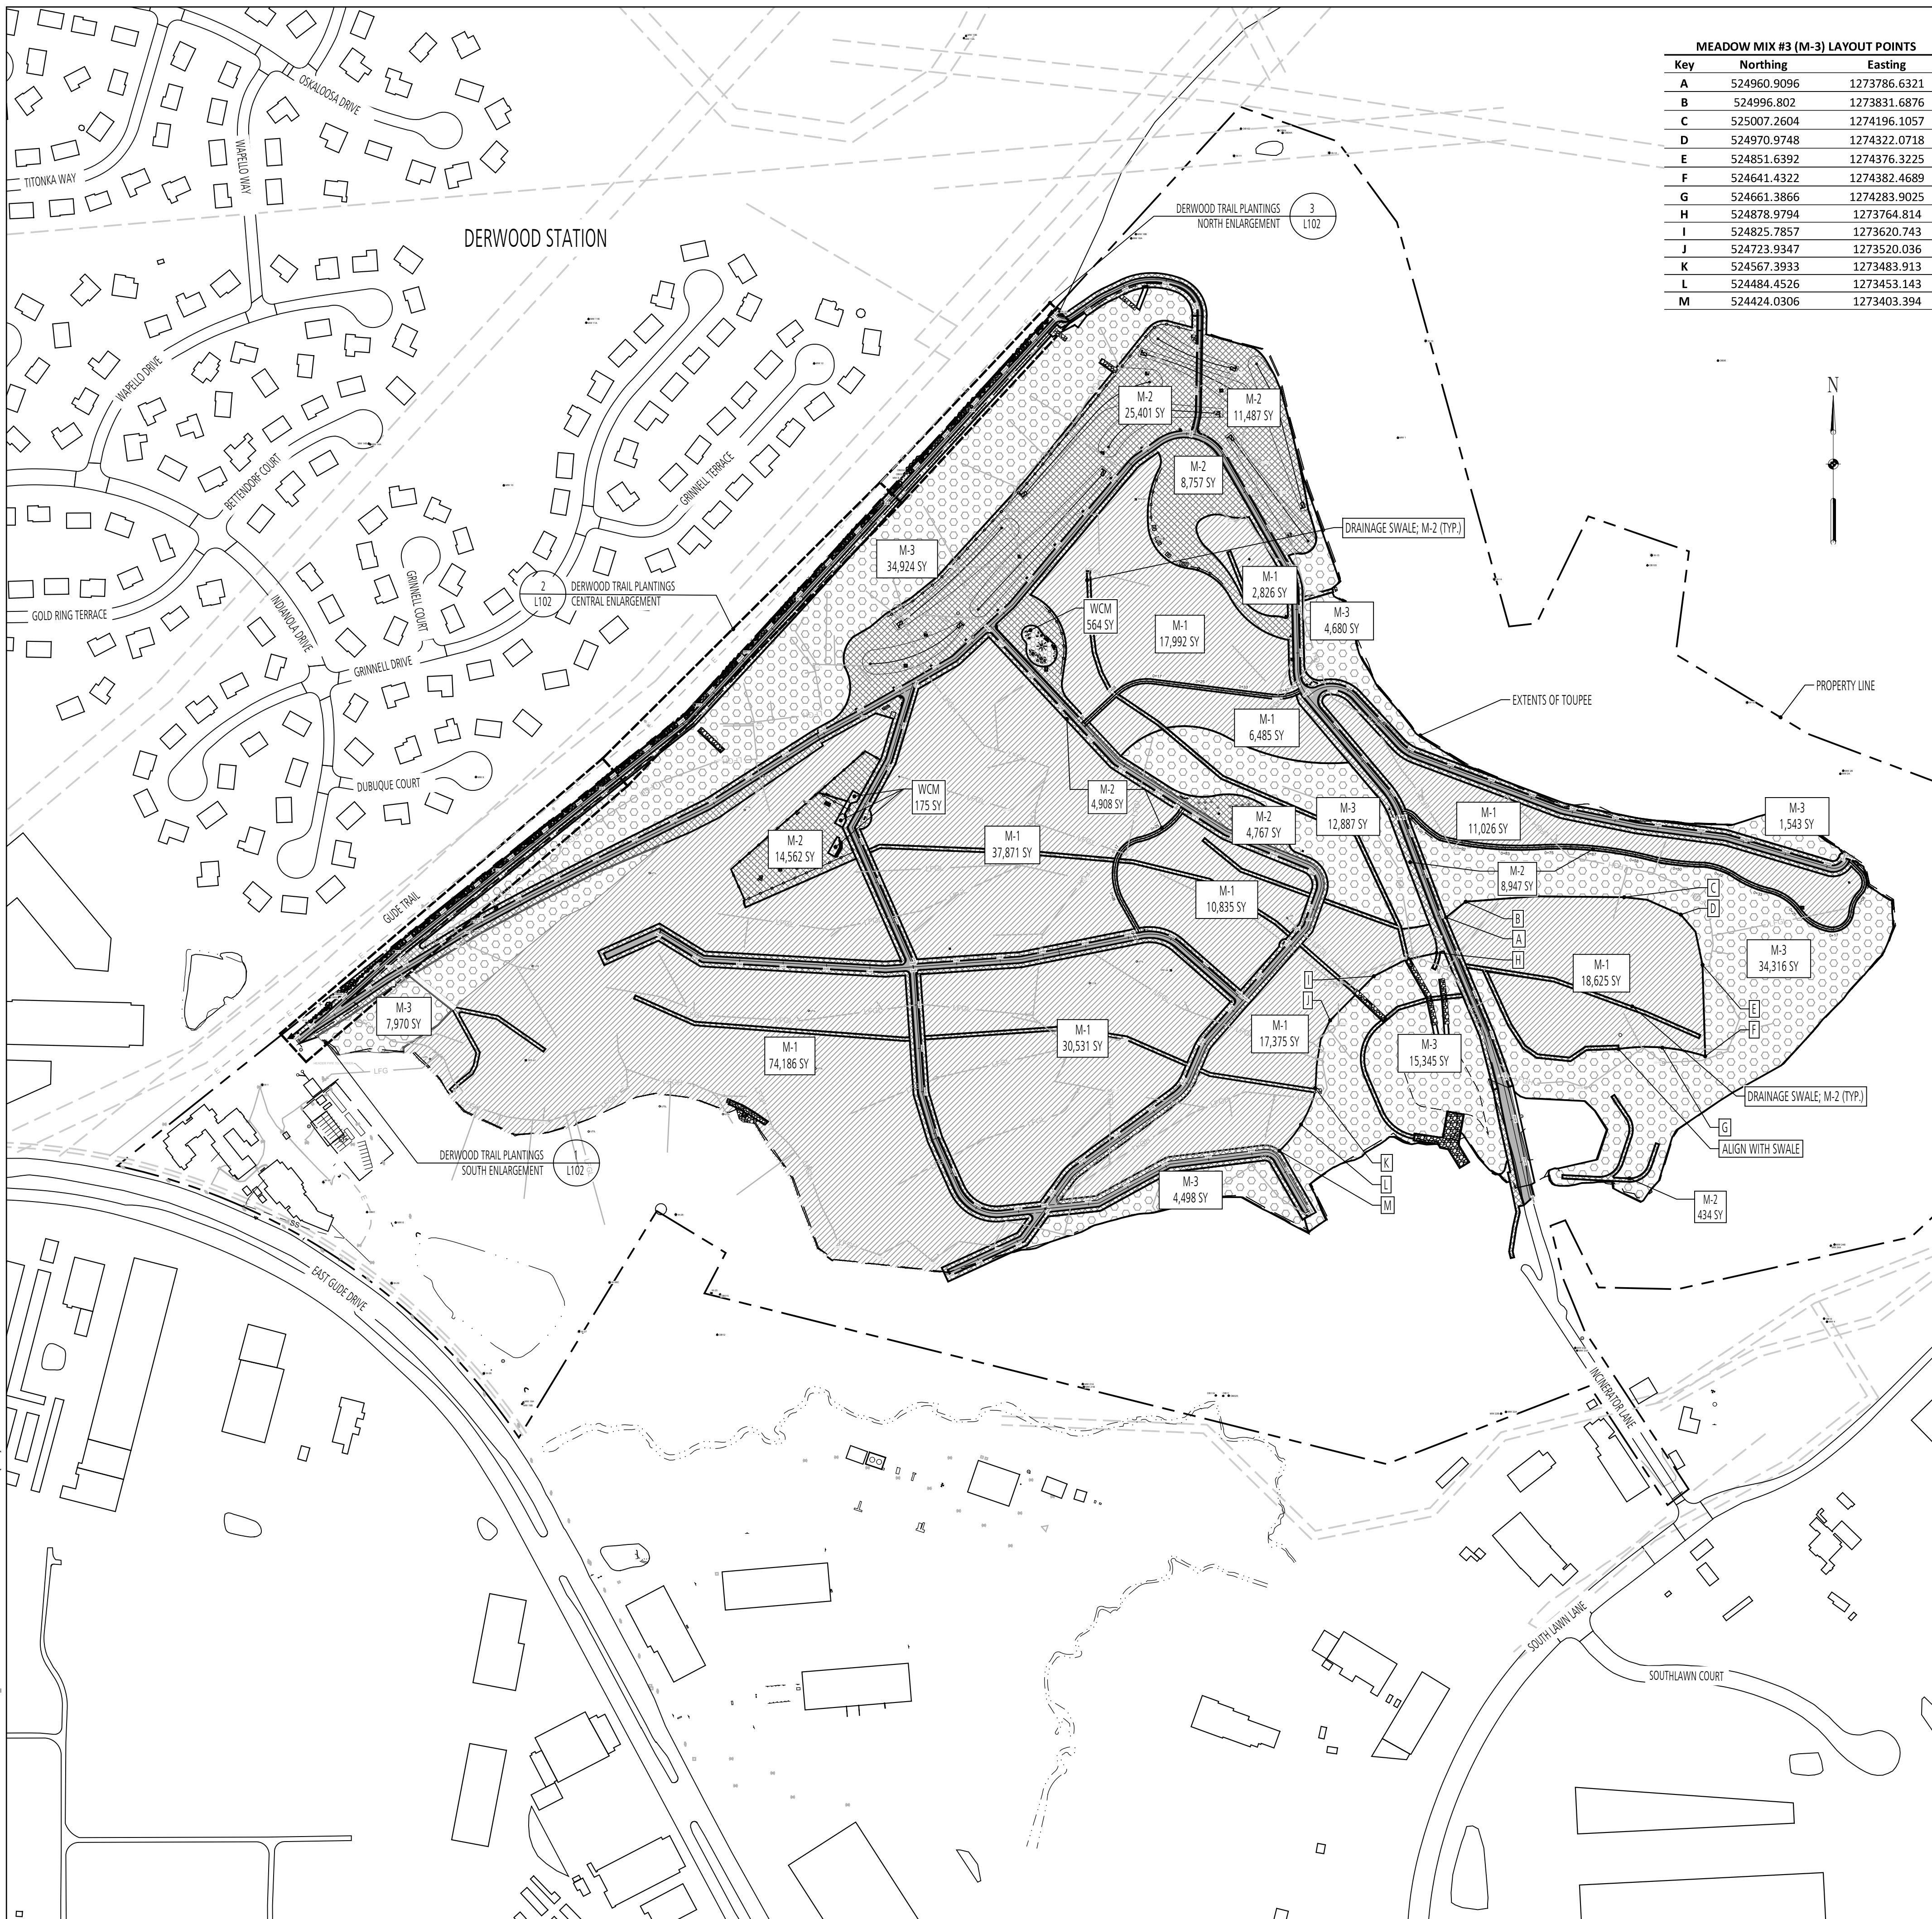 MEADOW MIX #3 (M-3) LAYOUT POINTS
Key Northing Easting
A 524960.9096 1273786.6321
B 524996.802 1273831.6876
C 525007.2604 1274196.1057
D 524970.9748 1274322.0718
E 524851.6392 1274376.3225
F 524641.4322 1274382.4689
G 524661.3866 1274283.9025
H 524878.9794 1273764.814
I 524825.7857 1273620.743
J 524723.9347 1273520.036
K 524567.3933 1273483.913
L 524484.4526 1273453.143
M 524424.0306 1273403.394
OSKALOOSA DRIVE
WAPELLO WAY
TITONKA WAY
DERWOOD STATION
DERWOOD TRAIL PLANTINGS
NORTH ENLARGEMENT
3
L102
N
WAPELLO DRIVE
BETTENDORF COURT
GRINNELL TERRACE
M-2
25,401 SY
M-2
11,487 SY
M-2
8,757 SY
DRAINAGE SWALE; M-2 (TYP.)
M-3
34,924 SY
2
L102
DERWOOD TRAIL PLANTINGS
CENTRAL ENLARGEMENT
GRINNELL COURT
INDIANOLA DRIVE
GOLD RING TERRACE
GRINNELL DRIVE
M-1
2,826 SY
WCM
564 SY
M-1
17,992 SY
M-3
4,680 SY
PROPERTY LINE
EXTENTS OF TOUPEE
M-1
6,485 SY
DUBUQUE COURT
WCM
175 SY
M-2
4,908 SY
M-2
4,767 SY
M-3
12,887 SY
M-1
11,026 SY
M-3
1,543 SY
M-2
14,562 SY
M-1
37,871 SY
M-2
8,947 SY
M-1
10,835 SY
C
D
B
A
H
GUDE TRAIL
M-3
34,316 SY
M-1
18,625 SY
I
J
E
F
M-3
7,970 SY
M-1
74,186 SY
M-1
30,531 SY
M-1
17,375 SY
M-3
15,345 SY
LFG
DRAINAGE SWALE; M-2 (TYP.)
G
ALIGN WITH SWALE
DERWOOD TRAIL PLANTINGS
SOUTH ENLARGEMENT
1
L102
K
L
M
M-3
4,498 SY
M-2
434 SY
SS
EAST GUDE DRIVE
INCINERATOR LANE
SOUTH LAWN LANE
SOUTHLAWN COURT